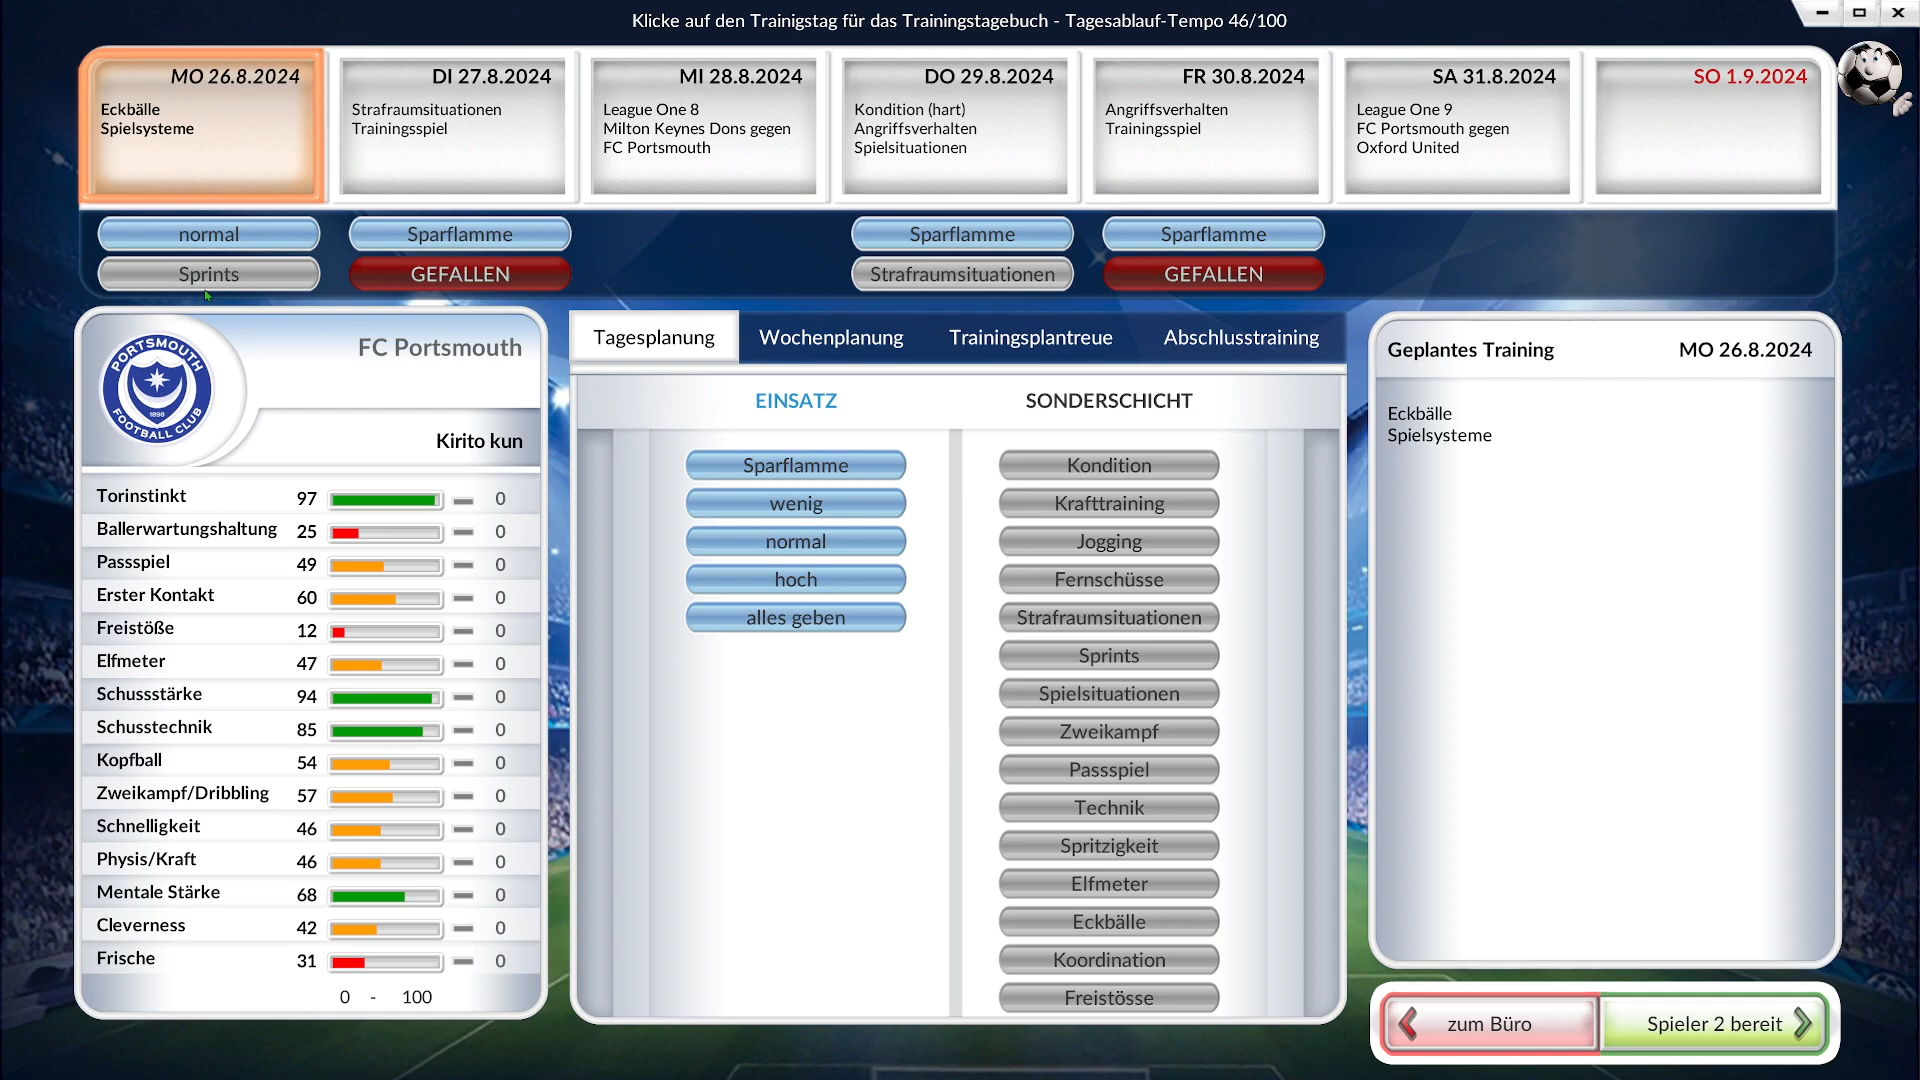 Klicke auf den Trainigstag für das Trainingstagebuch - Tagesablauf-Tempo 46/100
MO 26.8.2024
Eckbälle
Spielsysteme
DI 27.8.2024
Strafraumsituationen
Trainingsspiel
MI 28.8.2024
League One 8
Milton Keynes Dons gegen
FC Portsmouth
DO 29.8.2024
Kondition (hart)
Angriffsverhalten
Spielsituationen
FR 30.8.2024
Angriffsverhalten
Trainingsspiel
SA 31.8.2024
League One 9
FC Portsmouth gegen
Oxford United
SO 1.9.2024
normal
Sparflamme
Sparflamme
Sparflamme
Sprints
GEFALLEN
Strafraumsituationen
GEFALLEN
PORTSMOUTH
1898
FOOTBALL CLUB
FC Portsmouth
Kirito kun
Torinstinkt 97 0
Ballerwartungshaltung 25 0
Passspiel 49 0
Erster Kontakt 60 0
Freistöße 12 0
Elfmeter 47 0
Schussstärke 94 0
Schusstechnik 85 0
Kopfball 54 0
Zweikampf/Dribbling 57 0
Schnelligkeit 46 0
Physis/Kraft 46 0
Mentale Stärke 68 0
Cleverness 42 0
Frische 31 0
0 - 100
Tagesplanung
Wochenplanung
Trainingsplantreue
Abschlusstraining
EINSATZ
Sparflamme
wenig
normal
hoch
alles geben
SONDERSCHICHT
Kondition
Krafttraining
Jogging
Fernschüsse
Strafraumsituationen
Sprints
Spielsituationen
Zweikampf
Passspiel
Technik
Spritzigkeit
Elfmeter
Eckbälle
Koordination
Freistösse
Geplantes Training MO 26.8.2024
Eckbälle
Spielsysteme
zum Büro
Spieler 2 bereit